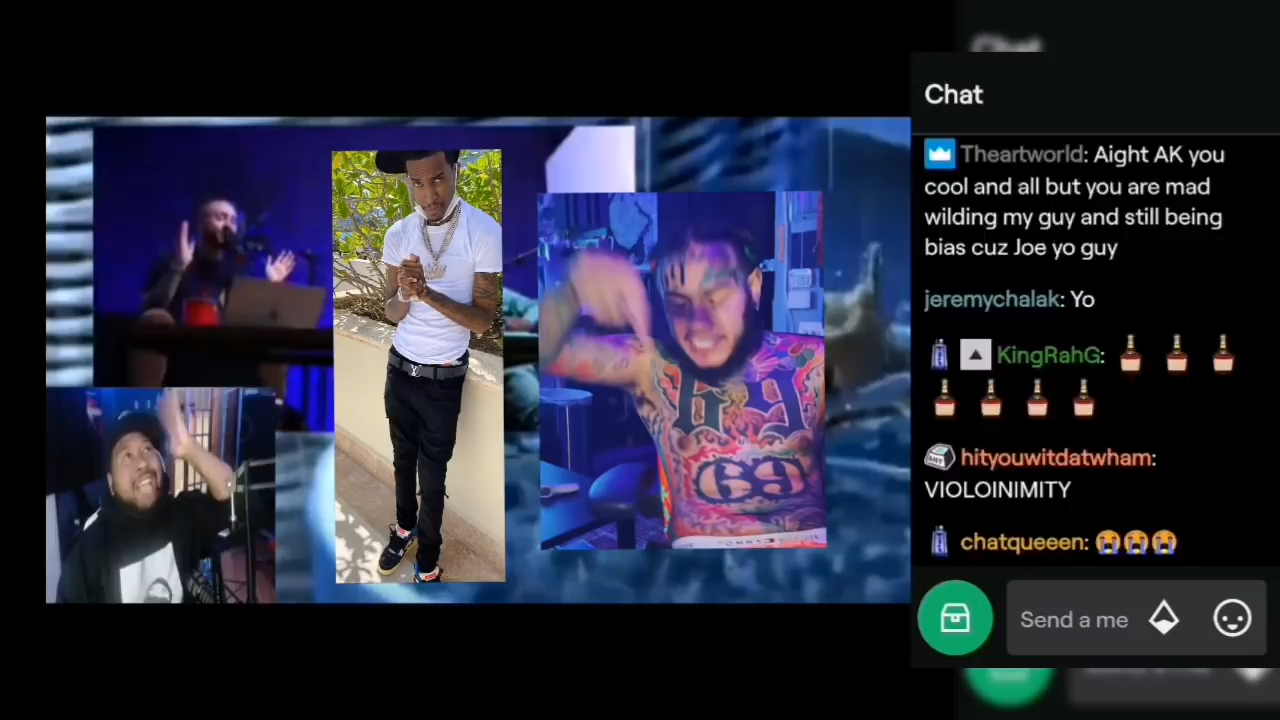 Chat
Theartworld: Aight AK you
cool and all but you are mad
wilding my guy and still being
bias cuz Joe yo guy
jeremychalak: Yo
KingRahG:
hityouwitdatwham:
VIOLOINIMITY
chatqueeen: 😭😭😭
Send a me
69
69
LV